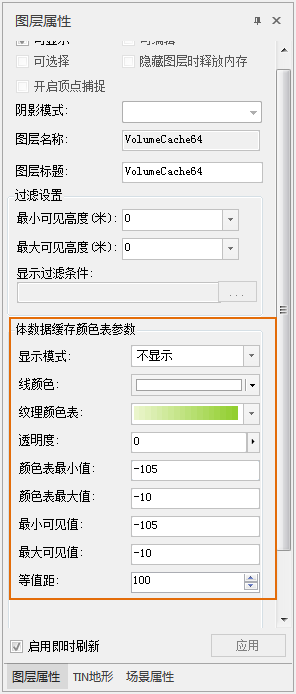 图层属性
可显示 可编辑
可选择 隐藏图层时释放内存
开启顶点捕捉
阴影模式:
图层名称: VolumeCache64
图层标题: VolumeCache64
过滤设置
最小可见高度(米): 0
最大可见高度(米): 0
显示过滤条件:
...
体数据缓存颜色表参数
显示模式: 不显示
线颜色:
纹理颜色表:
透明度: 0
颜色表最小值: -105
颜色表最大值: -10
最小可见值: -105
最大可见值: -10
等值距: 100
启用即时刷新 应用
图层属性 TIN地形 场景属性